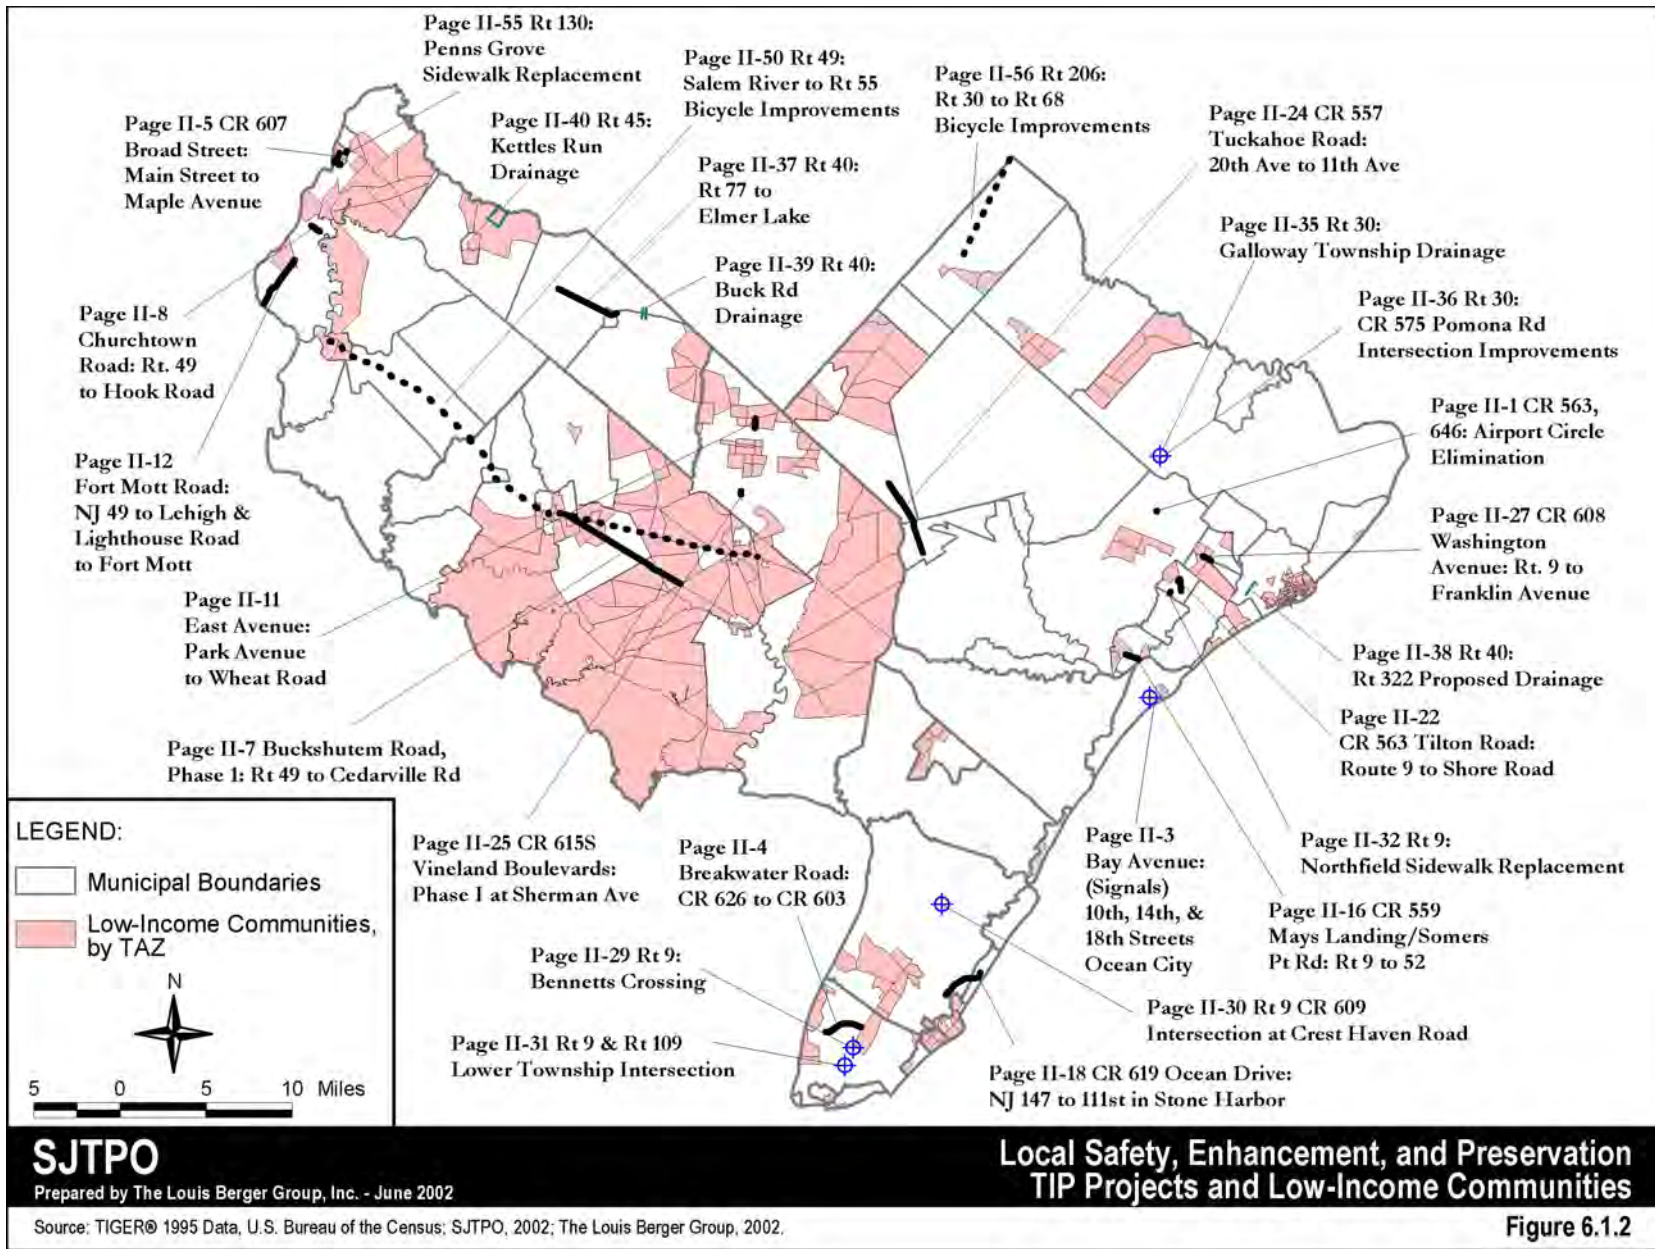 Page II-55 Rt 130:
Penns Grove
Sidewalk Replacement
Page II-50 Rt 49:
Salem River to Rt 55
Bicycle Improvements
Page II-56 Rt 206:
Rt 30 to Rt 68
Bicycle Improvements
Page II-24 CR 557
Tuckahoe Road:
20th Ave to 11th Ave
Page II-5 CR 607
Broad Street:
Main Street to
Maple Avenue
Page II-40 Rt 45:
Kettles Run
Drainage
Page II-37 Rt 40:
Rt 77 to
Elmer Lake
Page II-35 Rt 30:
Galloway Township Drainage
Page II-39 Rt 40:
Buck Rd
Drainage
Page II-36 Rt 30:
CR 575 Pomona Rd
Intersection Improvements
Page II-8
Churchtown
Road: Rt. 49
to Hook Road
Page II-1 CR 563,
646: Airport Circle
Elimination
Page II-12
Fort Mott Road:
NJ 49 to Lehigh &
Lighthouse Road
to Fort Mott
Page II-27 CR 608
Washington
Avenue: Rt. 9 to
Franklin Avenue
Page II-11
East Avenue:
Park Avenue
to Wheat Road
Page II-38 Rt 40:
Rt 322 Proposed Drainage
Page II-22
CR 563 Tilton Road:
Route 9 to Shore Road
Page II-7 Buckshutem Road,
Phase 1: Rt 49 to Cedarville Rd
Page II-25 CR 615S
Vineland Boulevards:
Phase I at Sherman Ave
Page II-4
Breakwater Road:
CR 626 to CR 603
Page II-3
Bay Avenue:
(Signals)
10th, 14th, &
18th Streets
Ocean City
Page II-32 Rt 9:
Northfield Sidewalk Replacement
Page II-16 CR 559
Mays Landing/Somers
Pt Rd: Rt 9 to 52
Page II-29 Rt 9:
Bennetts Crossing
Page II-30 Rt 9 CR 609
Intersection at Crest Haven Road
Page II-31 Rt 9 & Rt 109
Lower Township Intersection
Page II-18 CR 619 Ocean Drive:
NJ 147 to 111st in Stone Harbor
LEGEND:
Municipal Boundaries
Low-Income Communities,
by TAZ
N
5 0 5 10 Miles
SJTPO
Prepared by The Louis Berger Group, Inc. - June 2002
Local Safety, Enhancement, and Preservation
TIP Projects and Low-Income Communities
Source: TIGER® 1995 Data, U.S. Bureau of the Census; SJTPO, 2002; The Louis Berger Group, 2002.
Figure 6.1.2